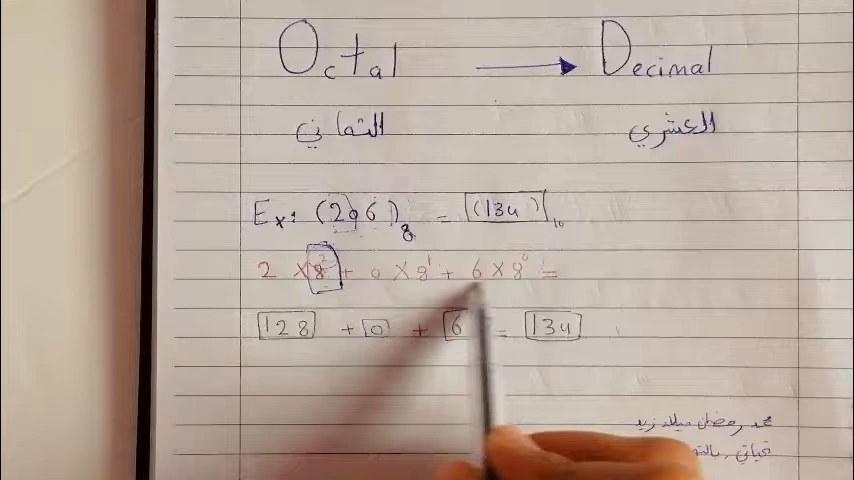 Octal → Decimal
الثماني العشري
Ex: (206)₈ = (134)₁₀
2 × 8² + 0 × 8¹ + 6 × 8⁰ =
128 + 0 + 6 = 134
محمد رمضان ميلاد زيد
تحياتي